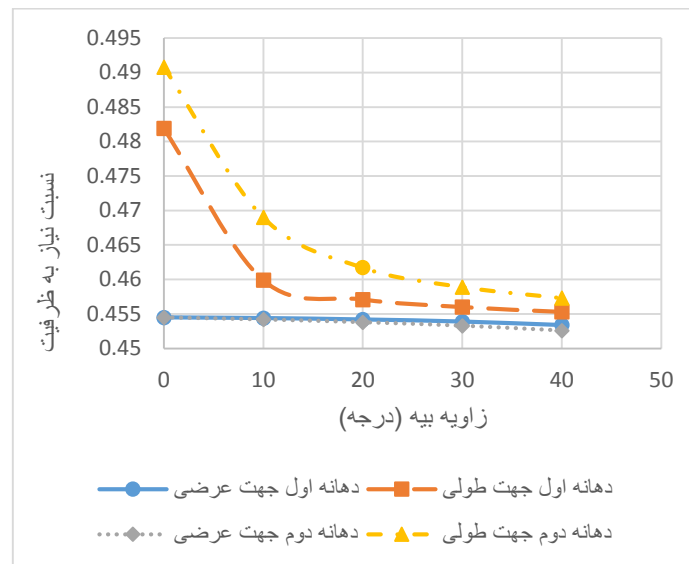 0.495
0.49
0.485
0.48
0.475
0.47
0.465
0.46
0.455
0.45
نسبت نیاز به ظرفیت
0 10 20 30 40 50
زاویه بیه (درجه)
دهانه اول جهت عرضی دهانه اول جهت طولی
دهانه دوم جهت عرضی دهانه دوم جهت طولی